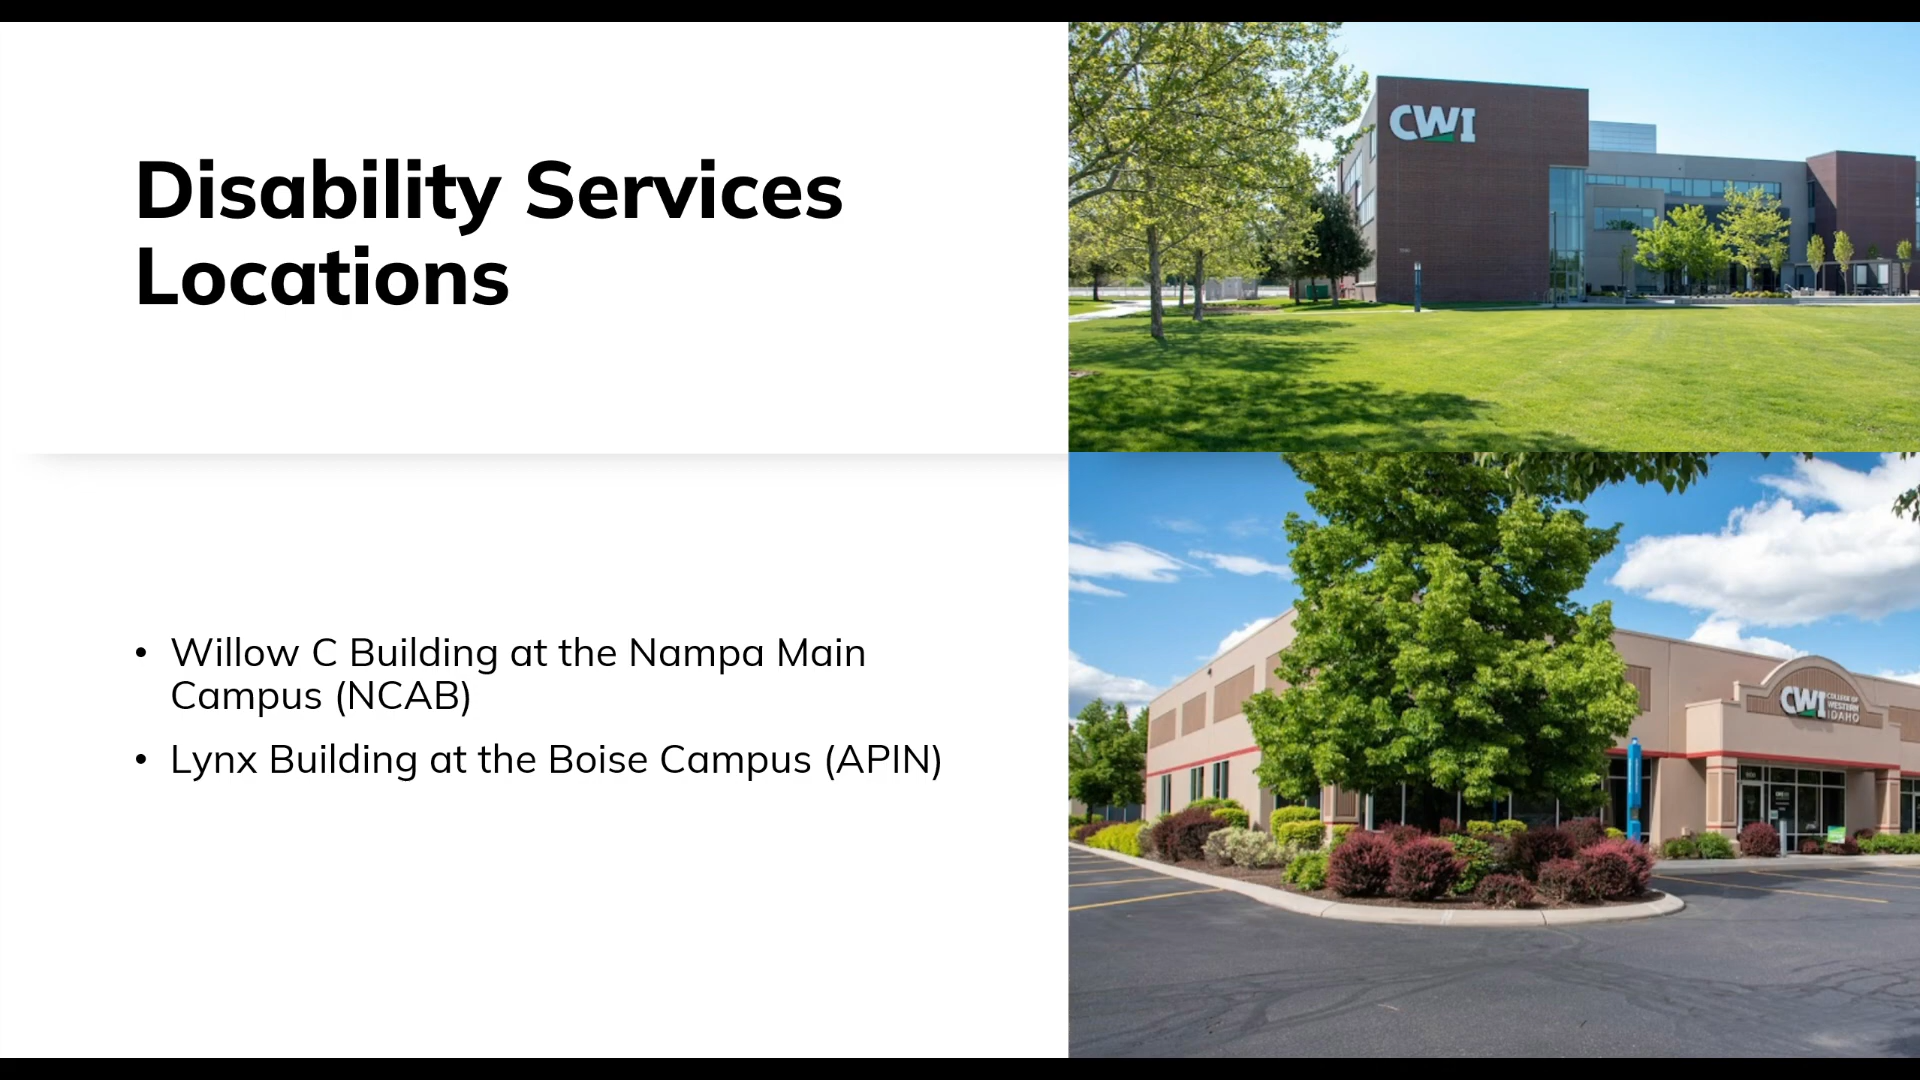 Disability Services
Locations
• Willow C Building at the Nampa Main
Campus (NCAB)
• Lynx Building at the Boise Campus (APIN)
CWI
CWI
COLLEGE OF
WESTERN
IDAHO